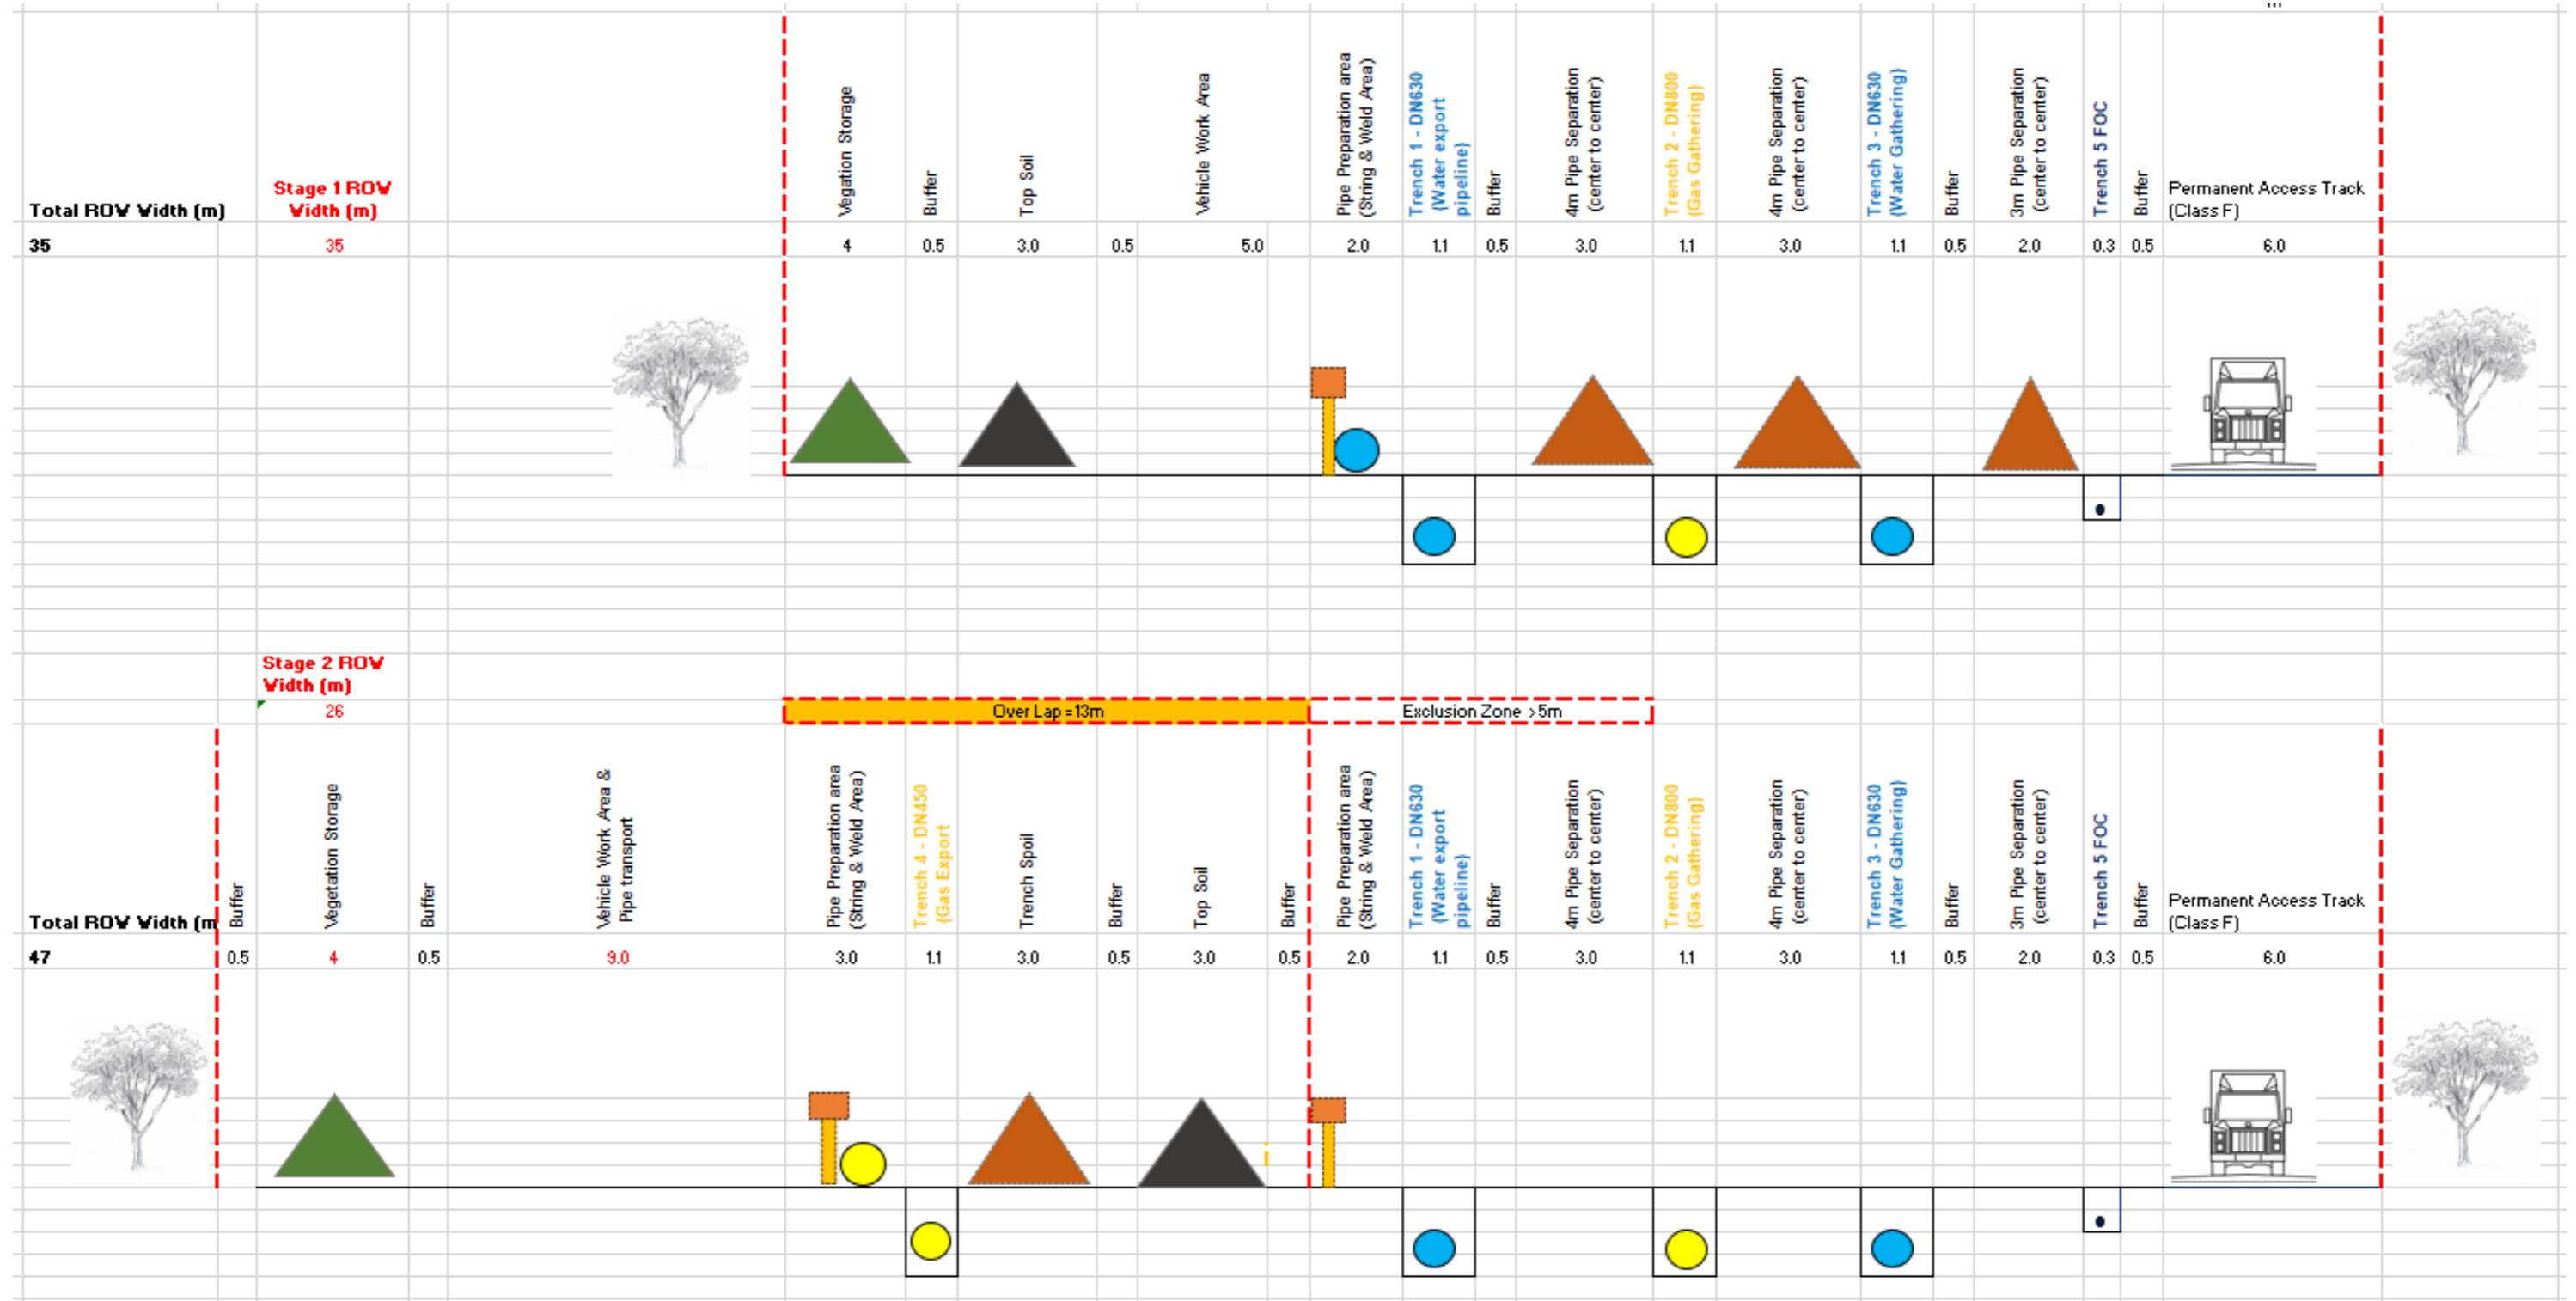 Total ROW Width (m)
Stage 1 ROW
Width (m)
Vegation Storage
Buffer
Top Soil
Vehicle Work Area
Pipe Preparation area
(String & Weld Area)
Trench 1 - DN630
(Water export
pipeline)
Buffer
4m Pipe Separation
(center to center)
Trench 2 - DN800
(Gas Gathering)
4m Pipe Separation
(center to center)
Trench 3 - DN630
(Water Gathering)
Buffer
3m Pipe Separation
(center to center)
Trench 5 FOC
Buffer
Permanent Access Track
(Class F)
35 35 4 0.5 3.0 0.5 5.0 2.0 1.1 0.5 3.0 1.1 3.0 1.1 0.5 2.0 0.3 0.5 6.0
Stage 2 ROW
Width (m)
26
Over Lap =13m
Exclusion Zone >5m
Total ROW Width (m
Buffer
Vegetation Storage
Buffer
Vehicle Work Area &
Pipe transport
Pipe Preparation area
(String & Weld Area)
Trench 4 - DN450
(Gas Export
Trench Spoil
Buffer
Top Soil
Buffer
Pipe Preparation area
(String & Weld Area)
Trench 1 - DN630
(Water export
pipeline)
Buffer
4m Pipe Separation
(center to center)
Trench 2 - DN800
(Gas Gathering)
4m Pipe Separation
(center to center)
Trench 3 - DN630
(Water Gathering)
Buffer
3m Pipe Separation
(center to center)
Trench 5 FOC
Buffer
Permanent Access Track
(Class F)
47 0.5 4 0.5 9.0 3.0 1.1 3.0 0.5 3.0 0.5 2.0 1.1 0.5 3.0 1.1 3.0 1.1 0.5 2.0 0.3 0.5 6.0